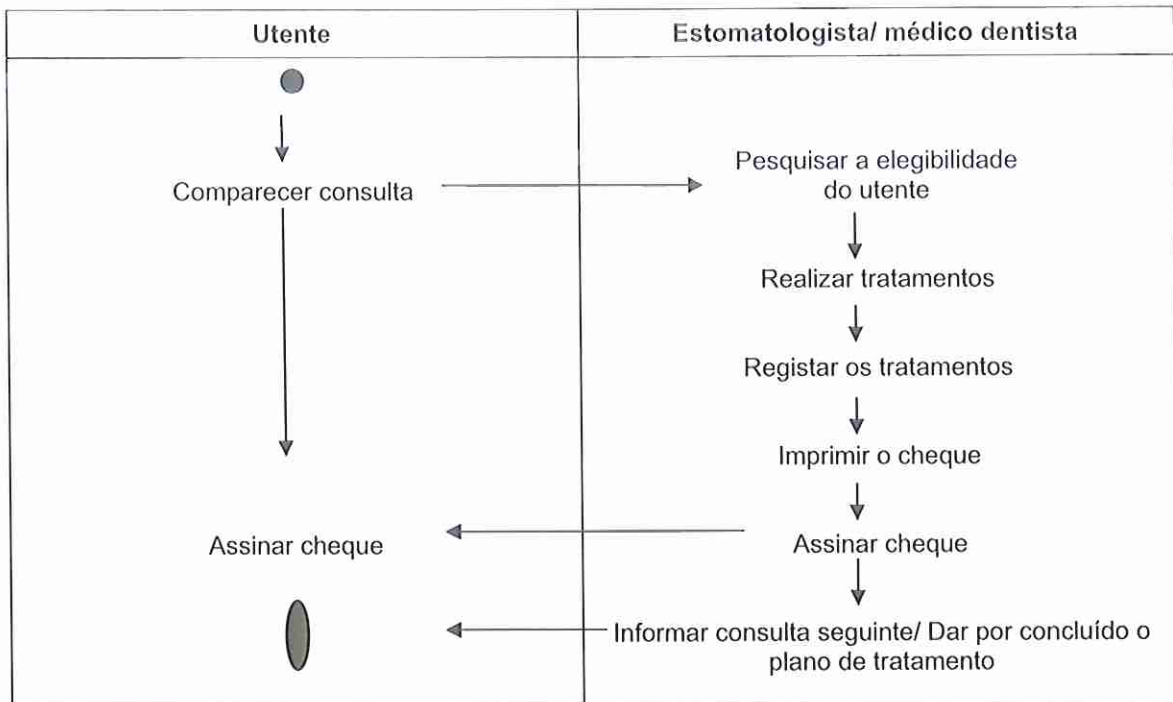 Utente
Estomatologista/ médico dentista
Comparecer consulta
Pesquisar a elegibilidade
do utente
Realizar tratamentos
Registar os tratamentos
Imprimir o cheque
Assinar cheque
Assinar cheque
Informar consulta seguinte/ Dar por concluído o
plano de tratamento